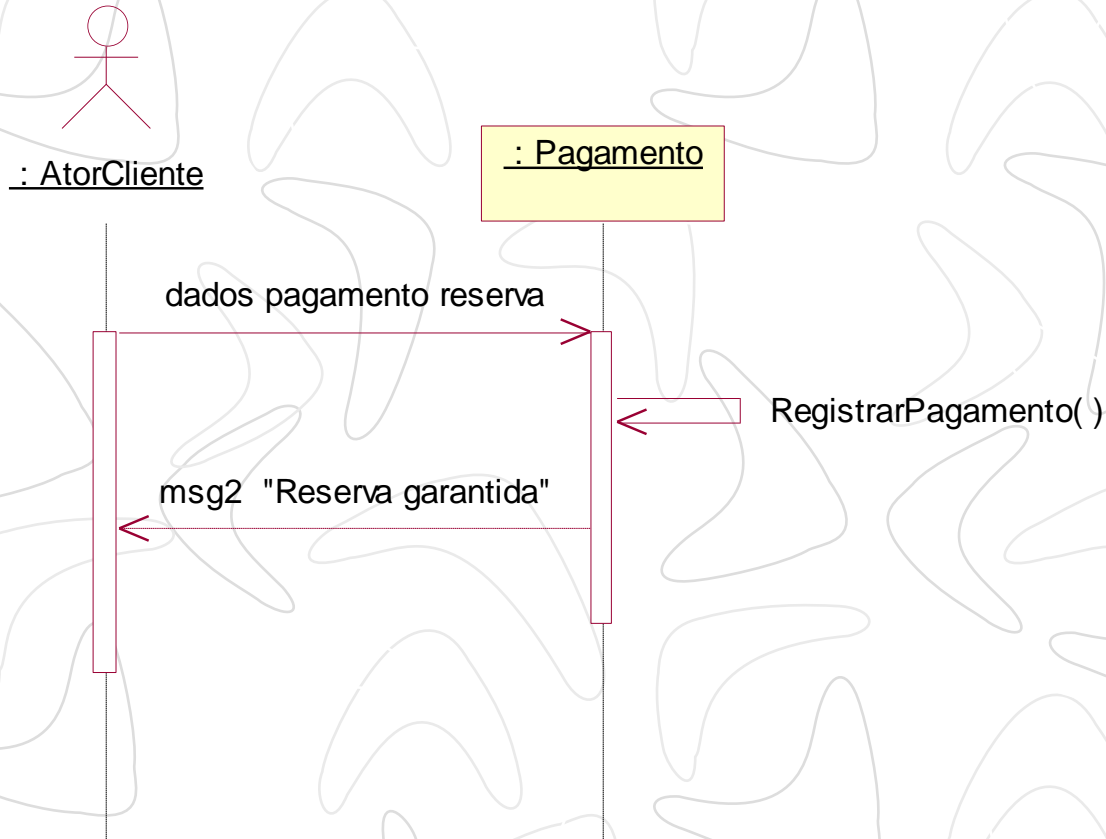 : AtorCliente
: Pagamento
dados pagamento reserva
RegistrarPagamento( )
msg2 "Reserva garantida"